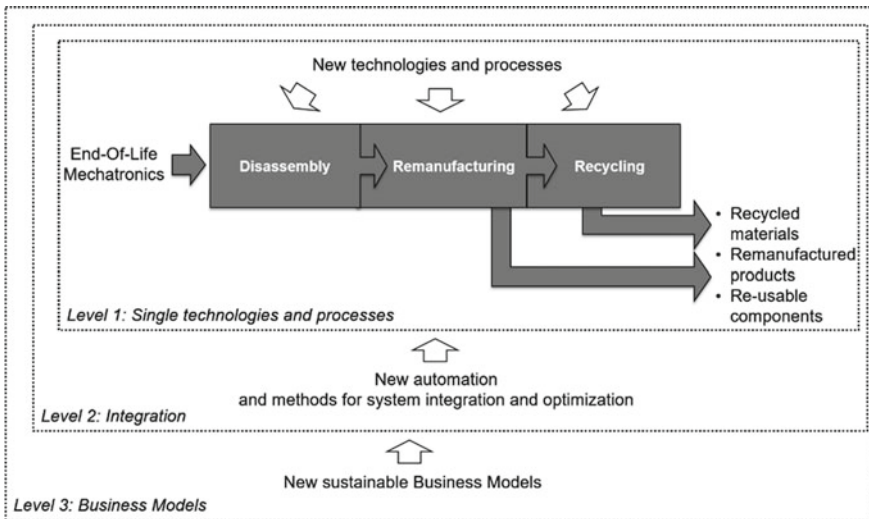 New technologies and processes
End-Of-Life
Mechatronics
Disassembly
Remanufacturing
Recycling
• Recycled
materials
• Remanufactured
products
• Re-usable
components
Level 1: Single technologies and processes
New automation
and methods for system integration and optimization
Level 2: Integration
New sustainable Business Models
Level 3: Business Models